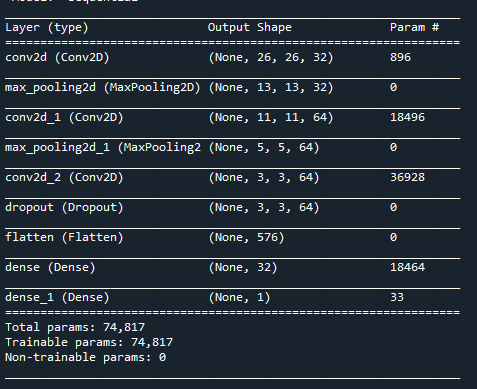 Model: "sequential"
Layer (type) Output Shape Param #
=================================================================
conv2d (Conv2D) (None, 26, 26, 32) 896
max_pooling2d (MaxPooling2D) (None, 13, 13, 32) 0
conv2d_1 (Conv2D) (None, 11, 11, 64) 18496
max_pooling2d_1 (MaxPooling2 (None, 5, 5, 64) 0
conv2d_2 (Conv2D) (None, 3, 3, 64) 36928
dropout (Dropout) (None, 3, 3, 64) 0
flatten (Flatten) (None, 576) 0
dense (Dense) (None, 32) 18464
dense_1 (Dense) (None, 1) 33
=================================================================
Total params: 74,817
Trainable params: 74,817
Non-trainable params: 0